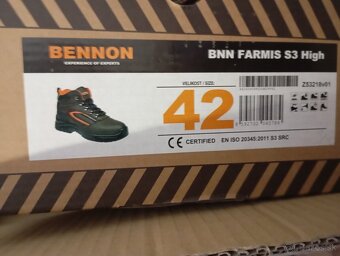 BENNON
EXPERIENCE OF EXPERTS
BNN FARMIS S3 High
VELIKOST / SIZE:
42
Z53218v01
CE CERTIFIED EN ISO 20345:2011 S3 SRC